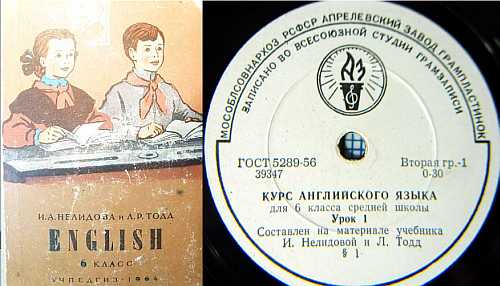 И.А.НЕЛИДОВА и Л.Р.ТОДД
ENGLISH
6 КЛАСС
УЧПЕДГИЗ-1964
МОСОБЛСОВНАРХОЗ РСФСР АПРЕЛЕВСКИЙ ЗАВОД ГРАМПЛАСТИНОК
ЗАПИСАНО ВО ВСЕСОЮЗНОЙ СТУДИИ ГРАМЗАПИСИ
АЗ
ГОСТ 5289-56
39347
Вторая гр.-1
0-30
КУРС АНГЛИЙСКОГО ЯЗЫКА
для 6 класса средней школы
Урок 1
Составлен на материале учебника
И. Нелидовой и Л. Тодд
§ 1